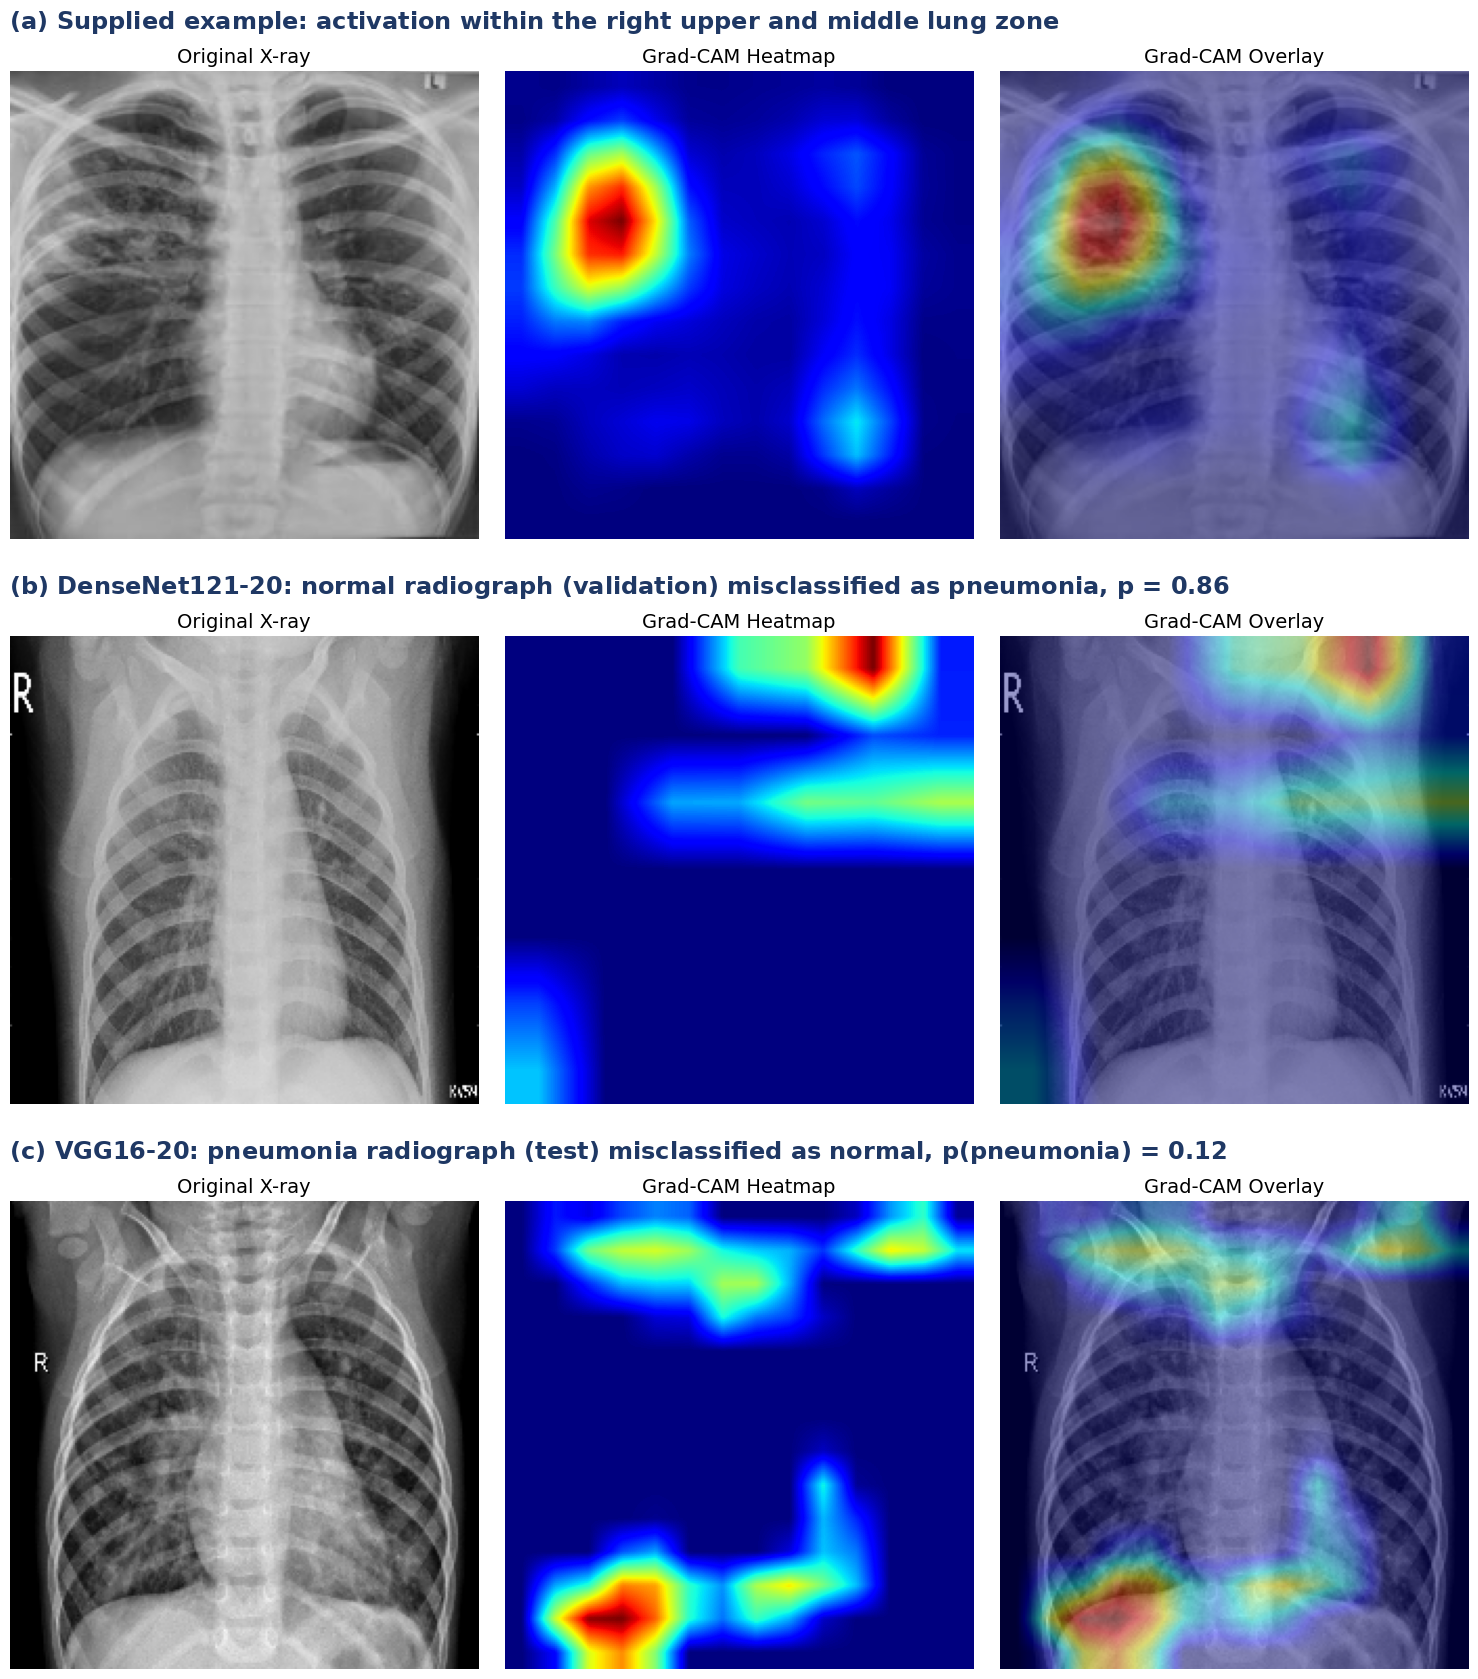 (a) Supplied example: activation within the right upper and middle lung zone
Original X-ray
Grad-CAM Heatmap
Grad-CAM Overlay
L
(b) DenseNet121-20: normal radiograph (validation) misclassified as pneumonia, p = 0.86
Original X-ray
Grad-CAM Heatmap
Grad-CAM Overlay
R
R
(c) VGG16-20: pneumonia radiograph (test) misclassified as normal, p(pneumonia) = 0.12
Original X-ray
Grad-CAM Heatmap
Grad-CAM Overlay
R
R